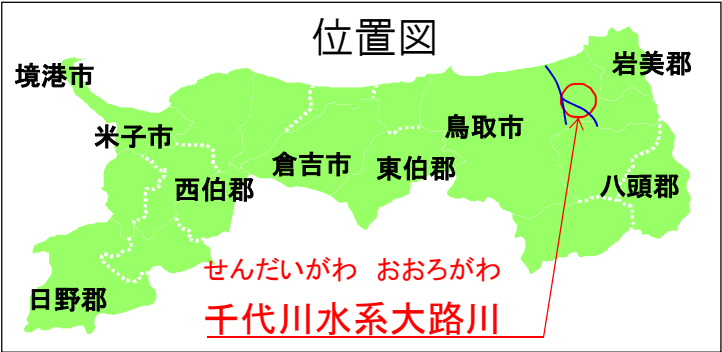 位置図
境港市
岩美郡
米子市
鳥取市
倉吉市
東伯郡
西伯郡
八頭郡
日野郡
せんだいがわ おおろがわ
千代川水系大路川